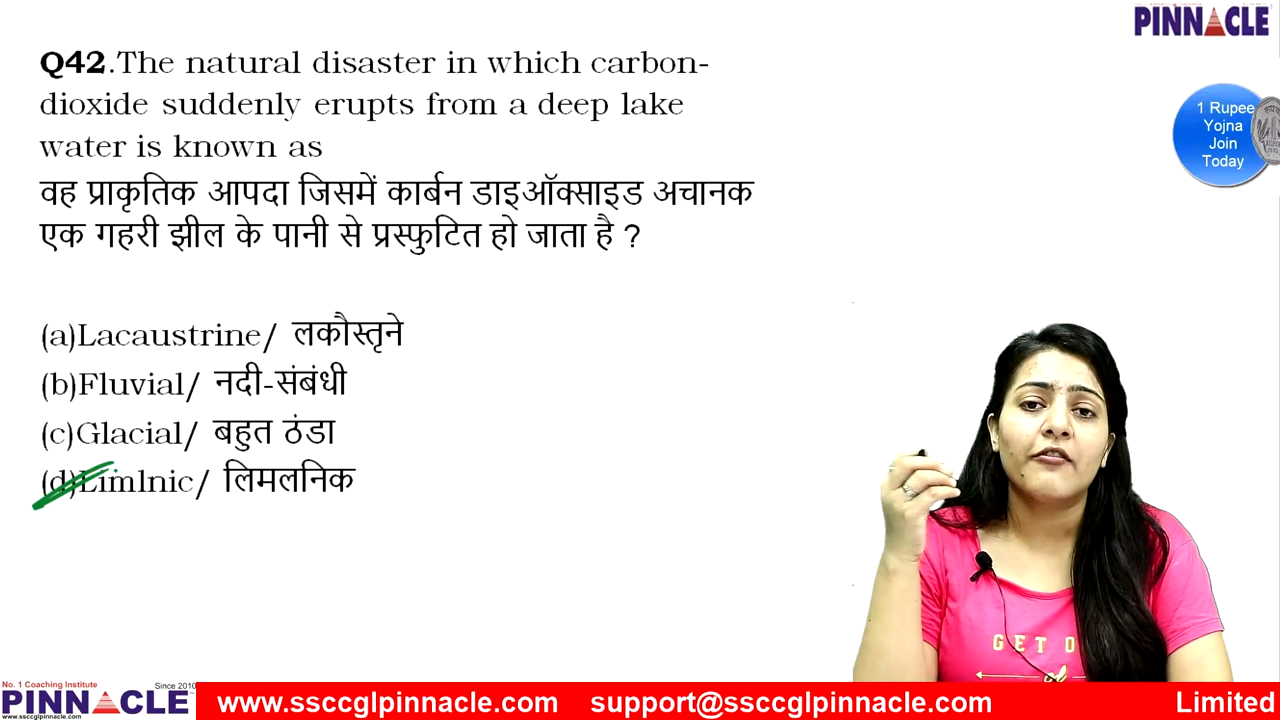 PINNACLE
Q42.The natural disaster in which carbon-
dioxide suddenly erupts from a deep lake
water is known as
वह प्राकृतिक आपदा जिसमें कार्बन डाइऑक्साइड अचानक
एक गहरी झील के पानी से प्रस्फुटित हो जाता है ?
1 Rupee
Yojna
Join
Today
(a)Lacaustrine/ लकौस्तृने
(b)Fluvial/ नदी-संबंधी
(c)Glacial/ बहुत ठंडा
(d)Limlnic/ लिमलनिक
GET O
No. 1 Coaching Institute
Since 2010
PINNACLE
www.ssccglpinnacle.com
www.ssccglpinnacle.com support@ssccglpinnacle.com Limited